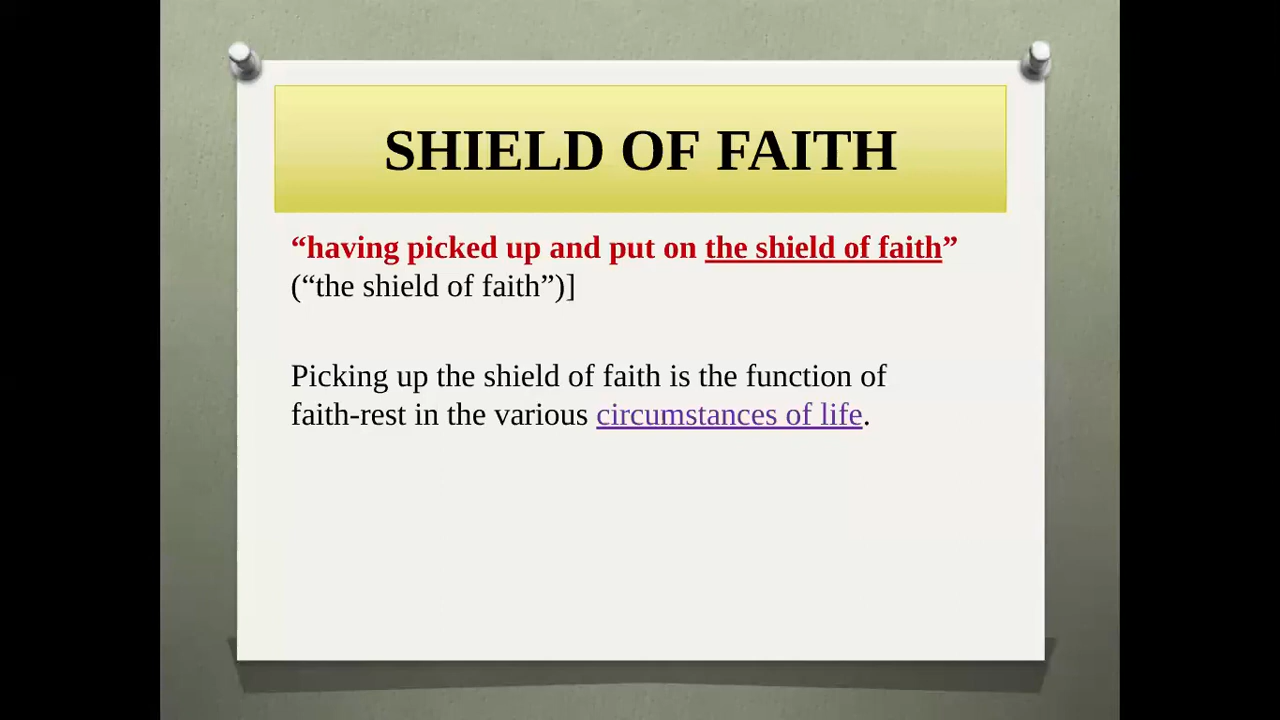 SHIELD OF FAITH
“having picked up and put on the shield of faith”
(“the shield of faith”)]
Picking up the shield of faith is the function of
faith-rest in the various circumstances of life.